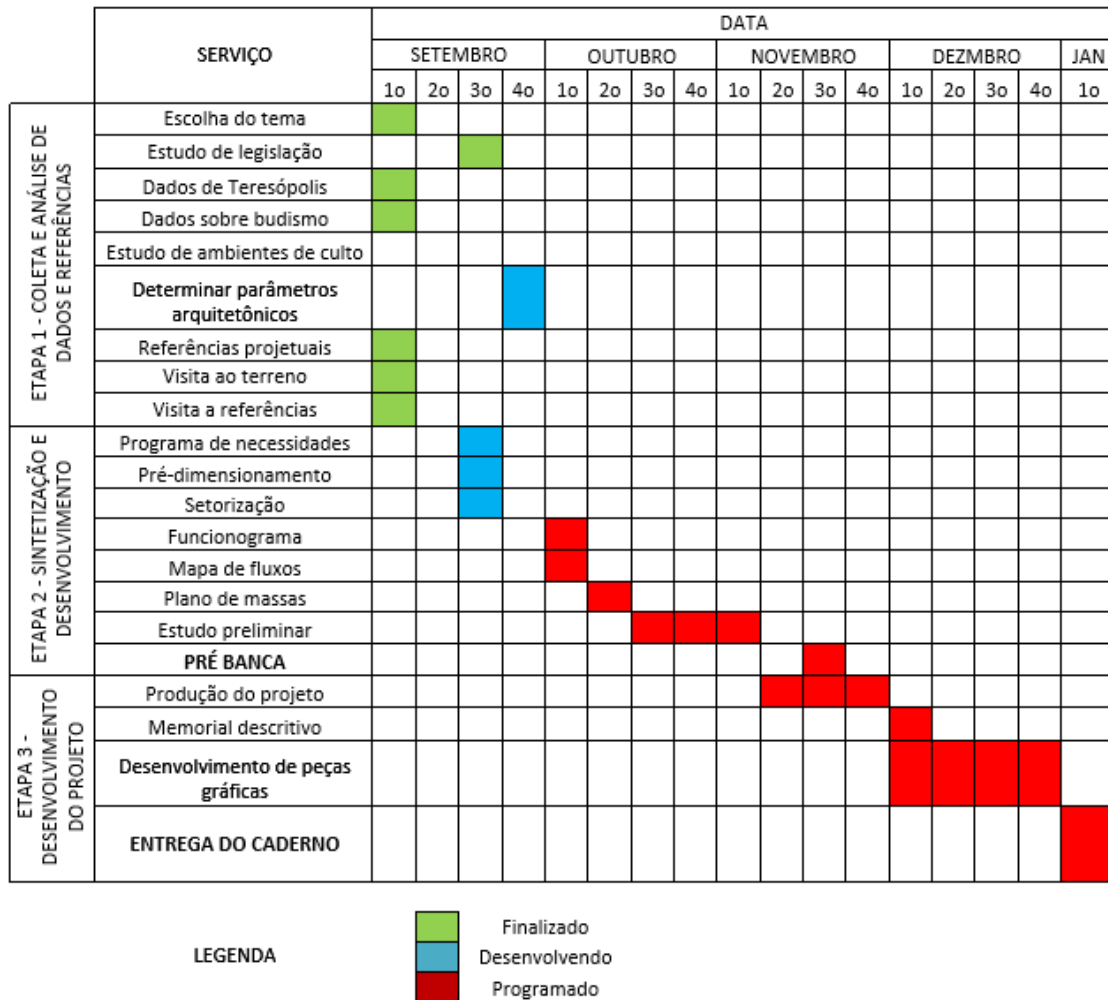 DATA
SERVIÇO
SETEMBRO OUTUBRO NOVEMBRO DEZMBRO JAN
1o 2o 3o 4o 1o 2o 3o 4o 1o 2o 3o 4o 1o 2o 3o 4o 1o
ETAPA 1 - COLETA E ANÁLISE DE
DADOS E REFERÊNCIAS
Escolha do tema
Estudo de legislação
Dados de Teresópolis
Dados sobre budismo
Estudo de ambientes de culto
Determinar parâmetros
arquitetônicos
Referências projetuais
Visita ao terreno
Visita a referências
ETAPA 2 - SINTETIZAÇÃO E
DESENVOLVIMENTO
Programa de necessidades
Pré-dimensionamento
Setorização
Funcionograma
Mapa de fluxos
Plano de massas
Estudo preliminar
PRÉ BANCA
ETAPA 3 -
DESENVOLVIMENTO
DO PROJETO
Produção do projeto
Memorial descritivo
Desenvolvimento de peças
gráficas
ENTREGA DO CADERNO
LEGENDA
Finalizado
Desenvolvendo
Programado